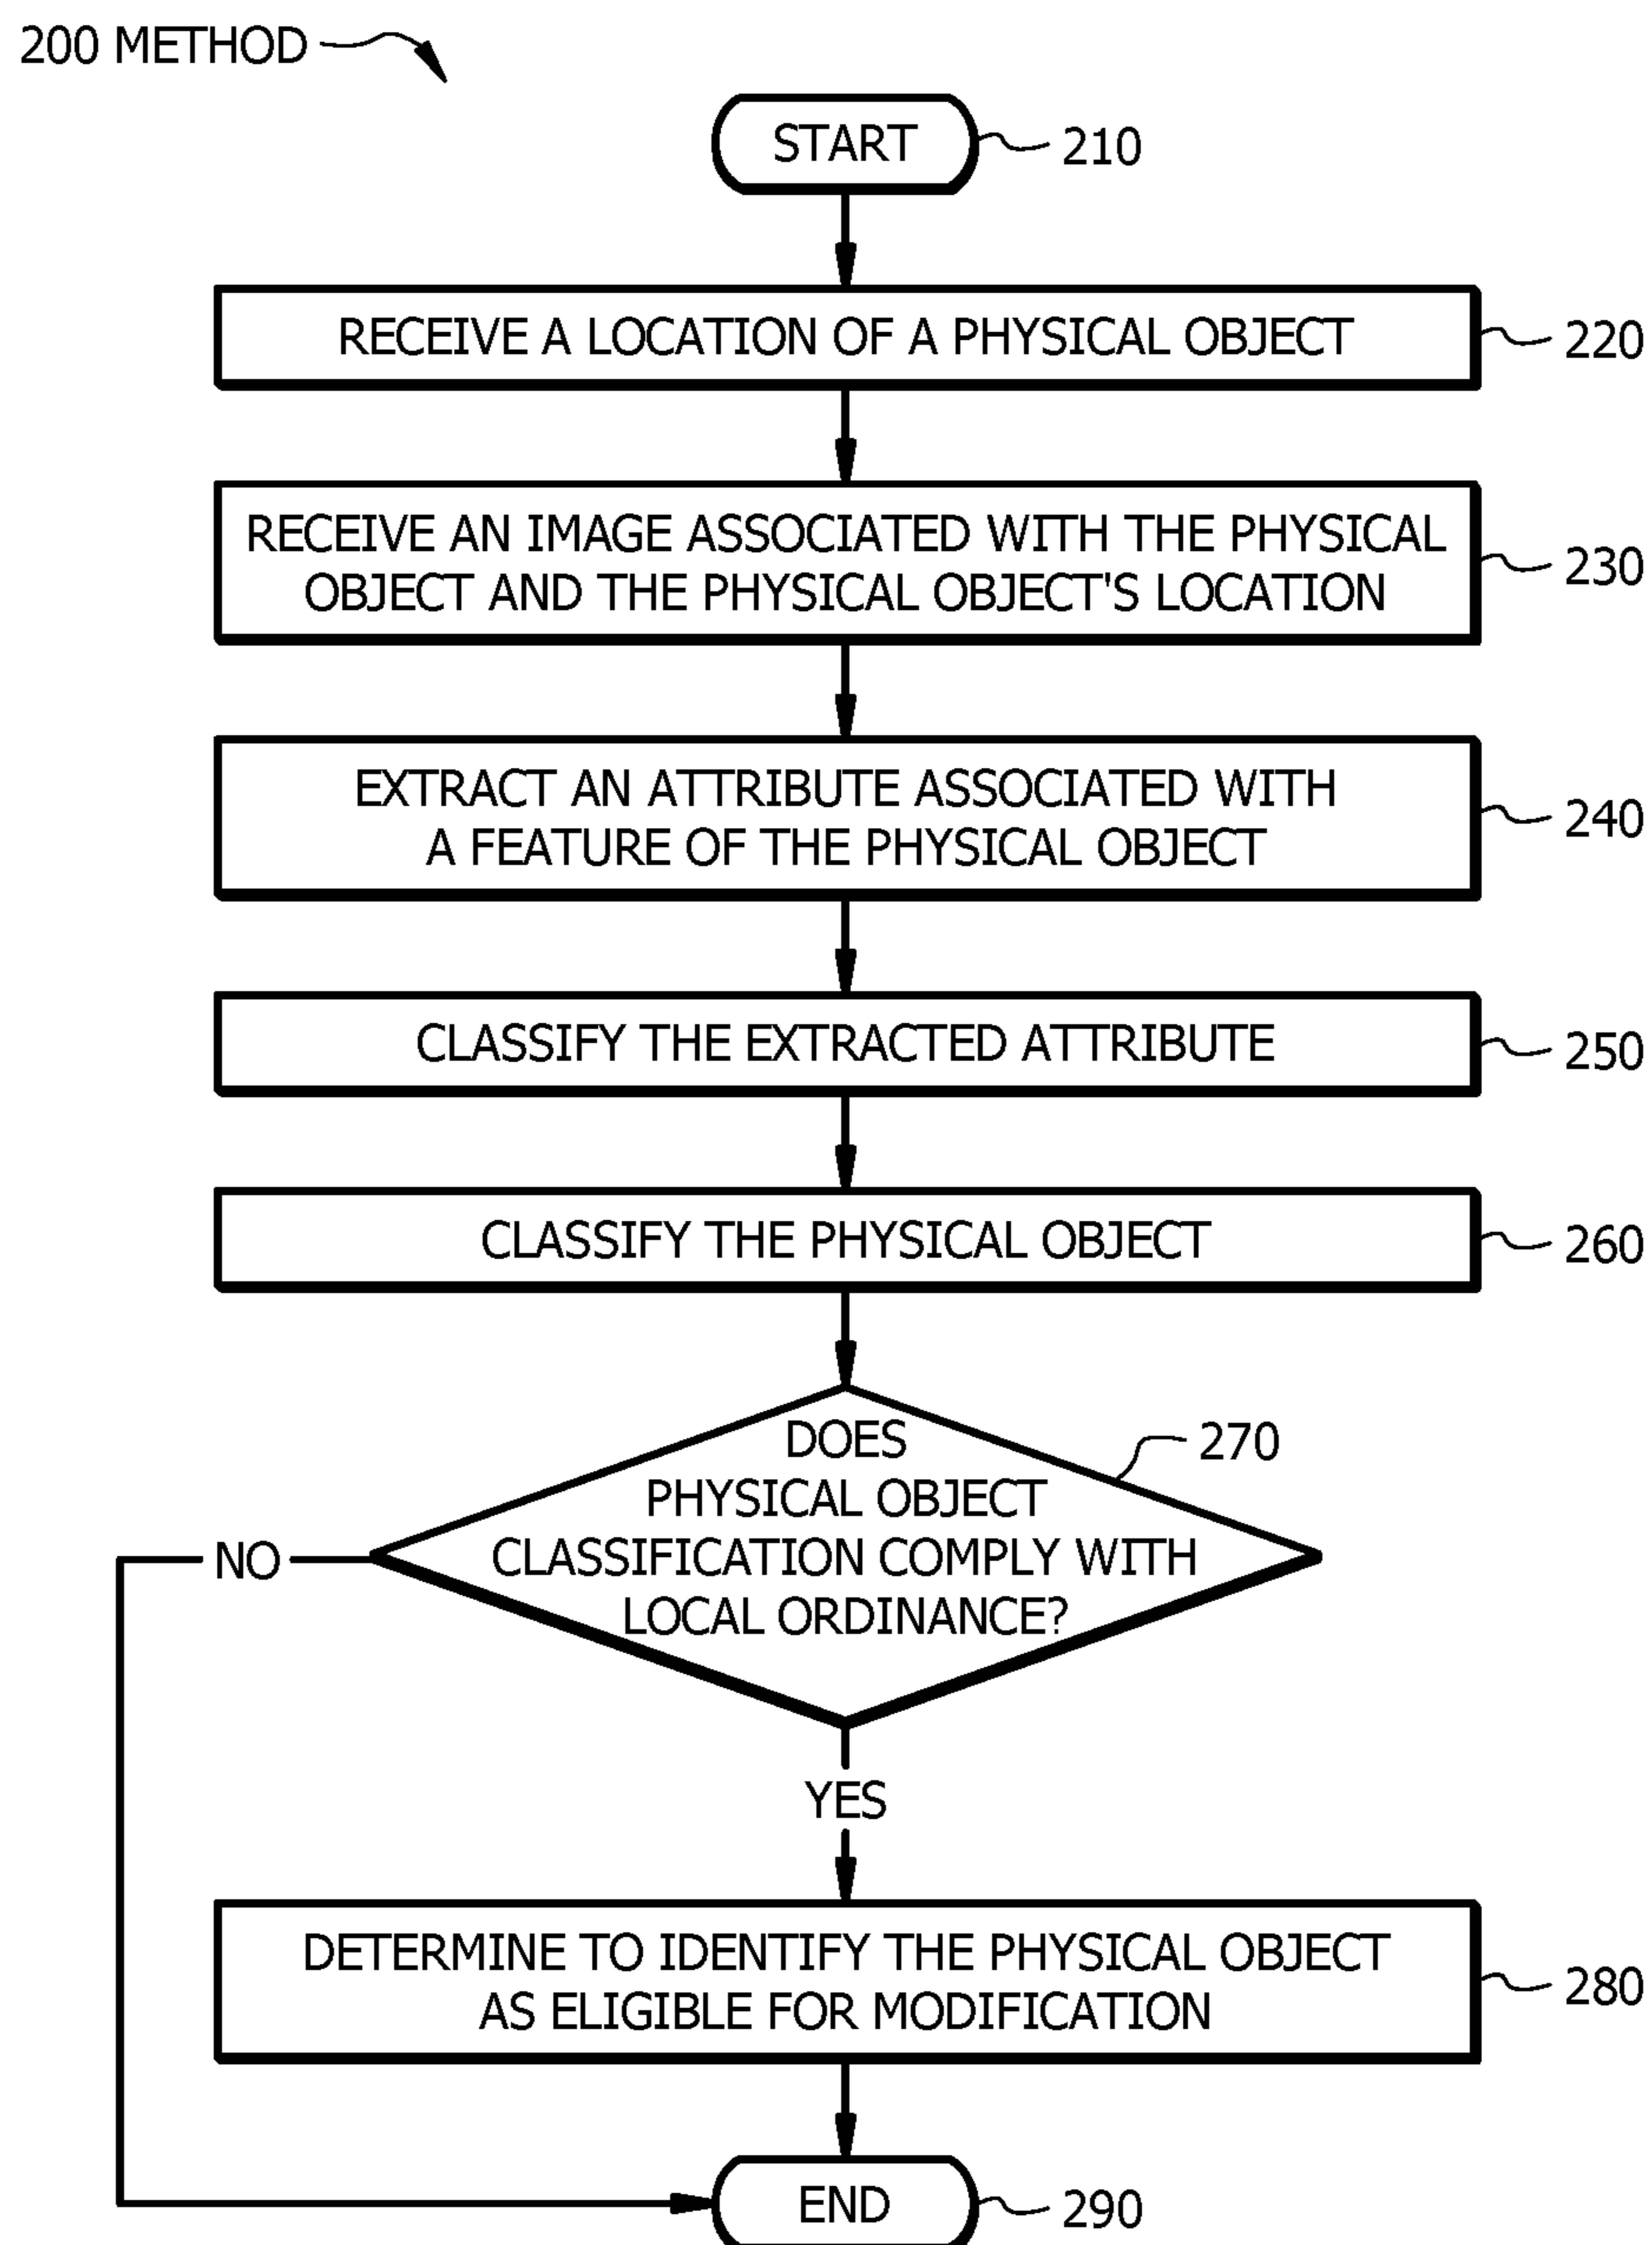 200 METHOD
START
210
RECEIVE A LOCATION OF A PHYSICAL OBJECT
220
RECEIVE AN IMAGE ASSOCIATED WITH THE PHYSICAL
OBJECT AND THE PHYSICAL OBJECT'S LOCATION
230
EXTRACT AN ATTRIBUTE ASSOCIATED WITH
A FEATURE OF THE PHYSICAL OBJECT
240
CLASSIFY THE EXTRACTED ATTRIBUTE
250
CLASSIFY THE PHYSICAL OBJECT
260
DOES
PHYSICAL OBJECT
CLASSIFICATION COMPLY WITH
LOCAL ORDINANCE?
270
NO
YES
DETERMINE TO IDENTIFY THE PHYSICAL OBJECT
AS ELIGIBLE FOR MODIFICATION
280
END
290